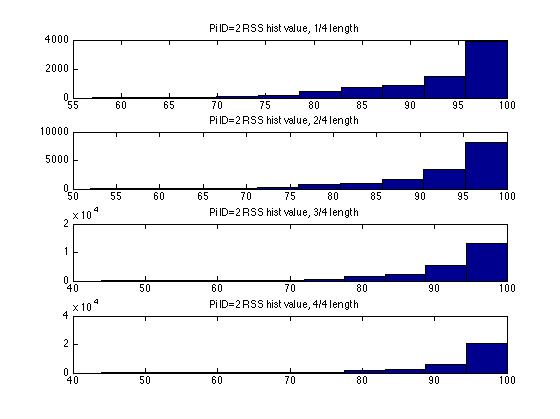 PiID=2 RSS hist value, 1/4 length
4000
2000
0
55 60 65 70 75 80 85 90 95 100
PiID=2 RSS hist value, 2/4 length
10000
5000
0
50 55 60 65 70 75 80 85 90 95 100
PiID=2 RSS hist value, 3/4 length
x 10^4
2
1
0
40 50 60 70 80 90 100
PiID=2 RSS hist value, 4/4 length
x 10^4
4
2
0
40 50 60 70 80 90 100